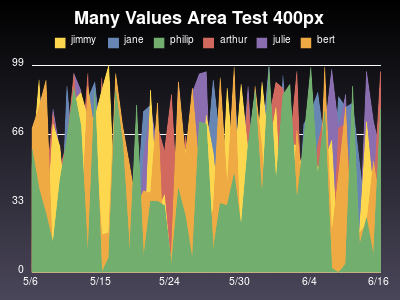 Many Values Area Test 400px
jimmy jane philip arthur julie bert
99
66
33
0
5/6 5/15 5/24 5/30 6/4 6/16